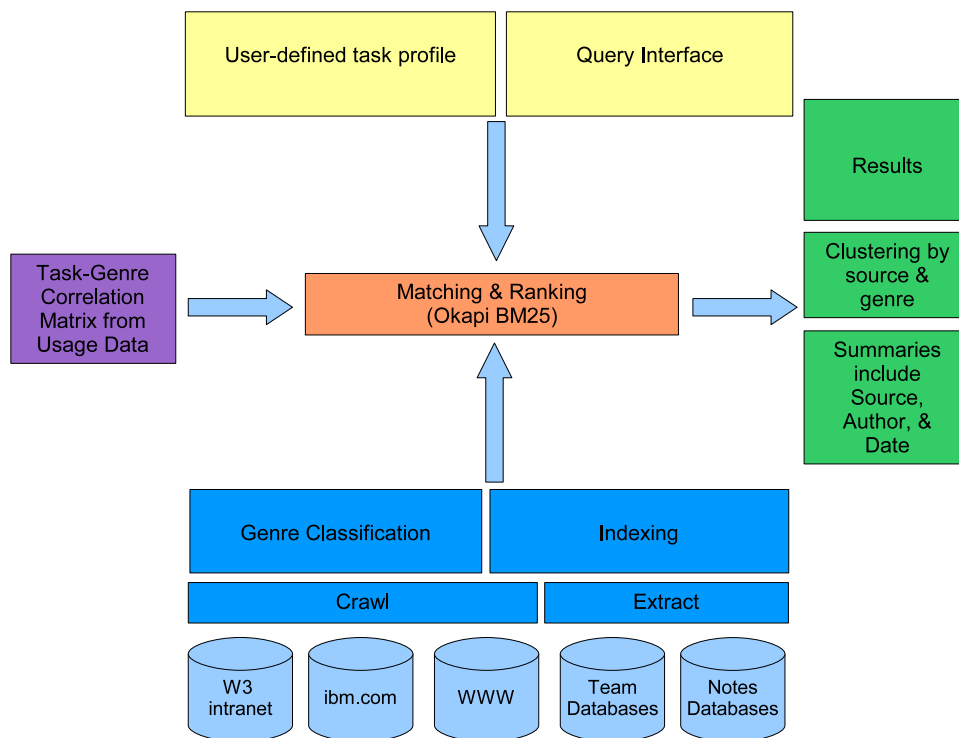 User-defined task profile
Query Interface
Results
Task-Genre
Correlation
Matrix from
Usage Data
Matching & Ranking
(Okapi BM25)
Clustering by
source &
genre
Summaries
include
Source,
Author, &
Date
Genre Classification
Indexing
Crawl
Extract
W3
intranet
ibm.com
WWW
Team
Databases
Notes
Databases